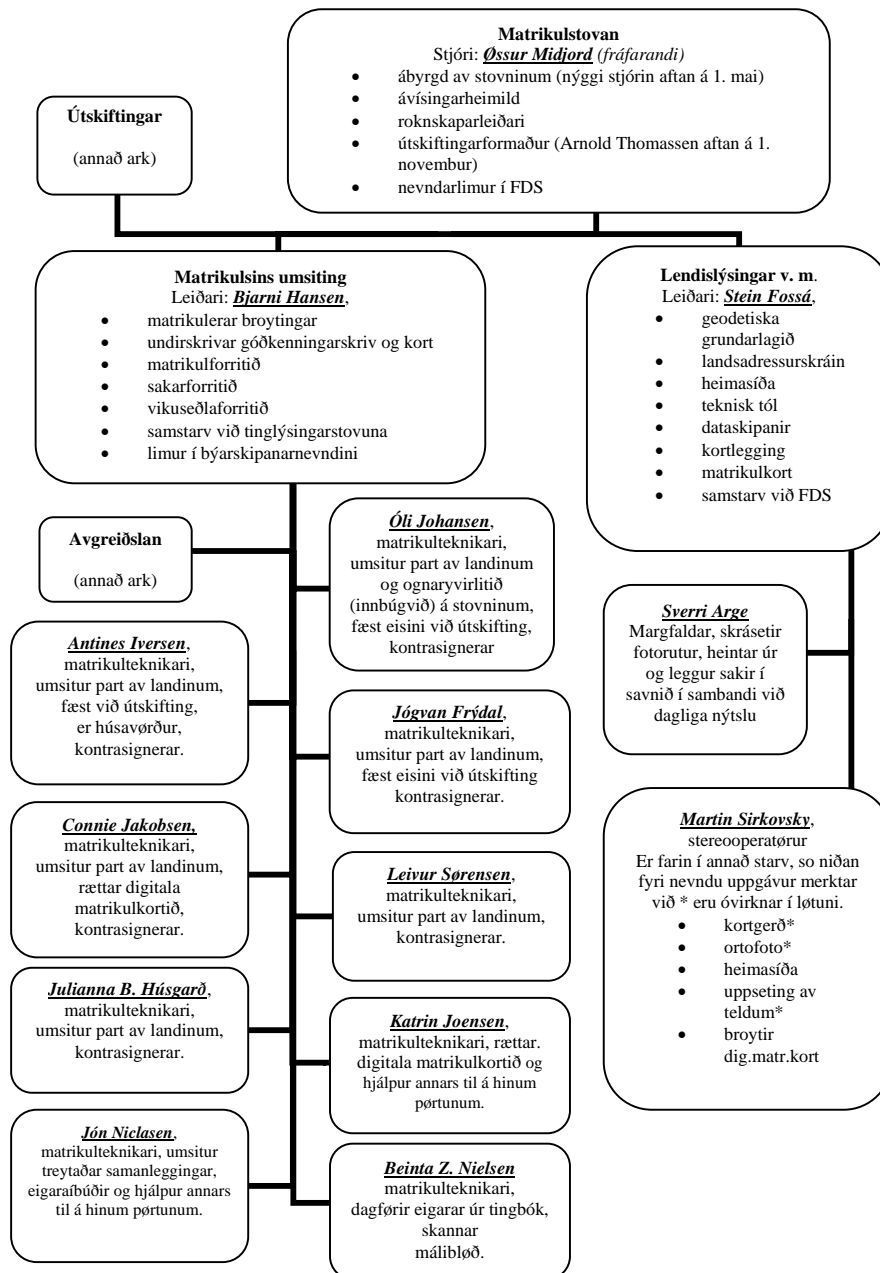 Matrikulstovan
Stjóri: Øssur Midjord (fráfarandi)
• ábyrgd av stovninum (nýggi stjórin aftan á 1. mai)
• ávísingarheimild
• roknskaparleiðari
• útskiftingarformaður (Arnold Thomassen aftan á 1.
novembur)
• nevndarlimur í FDS
Útskiftingar
(annað ark)
Matrikulsins umsiting
Leiðari: Bjarni Hansen,
• matrikulerar broytingar
• undirskrivar góðkenningarskriv og kort
• matrikulforritið
• sakarforritið
• vikuseðlaforritið
• samstarv við tinglýsingarstovuna
• limur í býarskipanarnevndini
Lendislýsingar v. m.
Leiðari: Stein Fossá,
• geodetiska
grundarlagið
• landsadressurskráin
• heimasíða
• teknisk tól
• dataskipanir
• kortlegging
• matrikulkort
• samstarv við FDS
Avgreiðslan
(annað ark)
Óli Johansen,
matrikulteknikari,
umsitur part av landinum
og ognaryvirlitið
(innbúgvið) á stovninum,
fæst eisini við útskifting,
kontrasignerar
Sverri Arge
Margfaldar, skrásetir
fotorutur, heintar úr
og leggur sakir í
savnið í sambandi við
dagliga nýtslu
Antines Iversen,
matrikulteknikari,
umsitur part av landinum,
fæst við útskifting,
er húsavørður,
kontrasignerar.
Jógvan Frýdal,
matrikulteknikari,
umsitur part av landinum,
fæst eisini við útskifting
kontrasignerar.
Connie Jakobsen,
matrikulteknikari,
umsitur part av landinum,
rættar digitala
matrikulkortið,
kontrasignerar.
Leivur Sørensen,
matrikulteknikari,
umsitur part av landinum,
kontrasignerar.
Martin Sirkovsky,
stereooperatørur
Er farin í annað starv, so niðan
fyri nevndu uppgávur merktar
við * eru óvirknar í løtuni.
• kortgerð*
• ortofoto*
• heimasíða
• uppseting av
teldum*
• broytir
dig.matr.kort
Julianna B. Húsgarð,
matrikulteknikari,
umsitur part av landinum,
kontrasignerar.
Katrin Joensen,
matrikulteknikari, rættar.
digitala matrikulkortið og
hjálpur annars til á hinum
pørtunum.
Jón Niclasen,
matrikulteknikari, umsitur
treytaðar samanleggingar,
eigaraíbúðir og hjálpur annars
til á hinum pørtunum.
Beinta Z. Nielsen
matrikulteknikari,
dagførir eigarar úr tingbók,
skannar
málibløð.